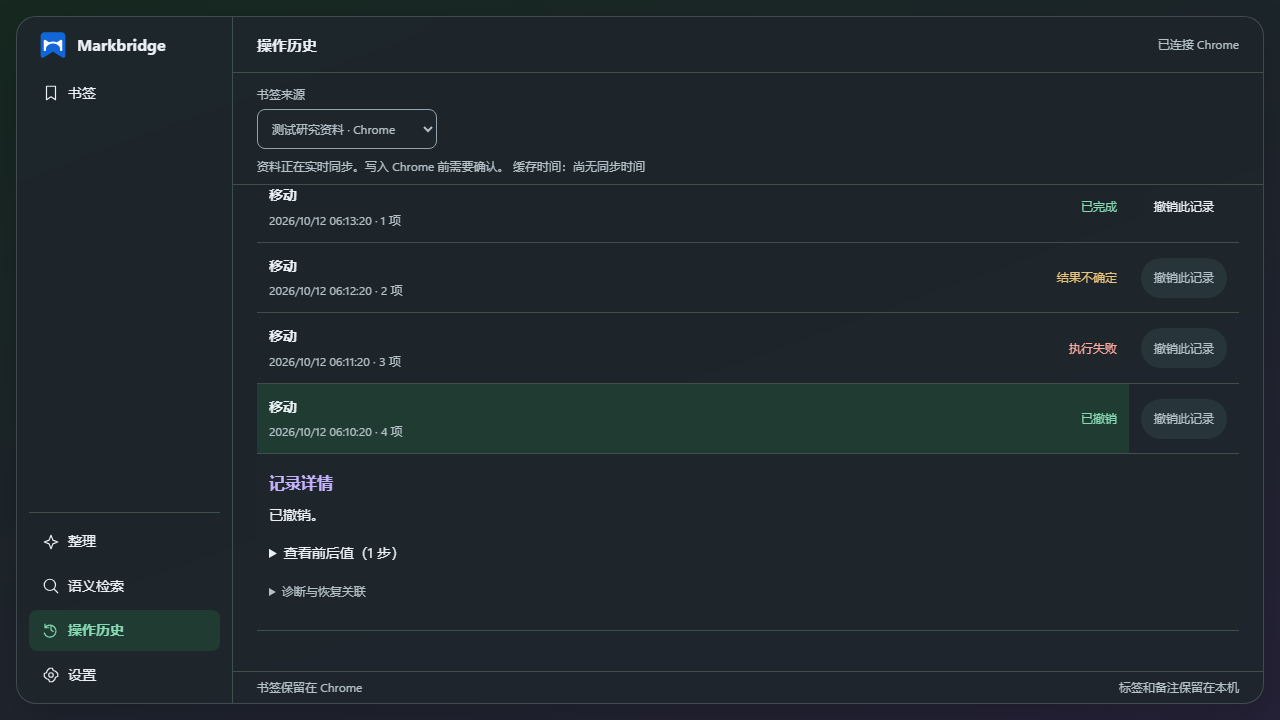 Markbridge
书签
整理
语义检索
操作历史
设置
操作历史
已连接 Chrome
书签来源
测试研究资料 · Chrome
资料正在实时同步。写入 Chrome 前需要确认。 缓存时间：尚无同步时间
移动
2026/10/12 06:13:20 · 1 项
已完成
撤销此记录
移动
2026/10/12 06:12:20 · 2 项
结果不确定
撤销此记录
移动
2026/10/12 06:11:20 · 3 项
执行失败
撤销此记录
移动
2026/10/12 06:10:20 · 4 项
已撤销
撤销此记录
记录详情
已撤销。
查看前后值（1 步）
诊断与恢复关联
书签保留在 Chrome
标签和备注保留在本机